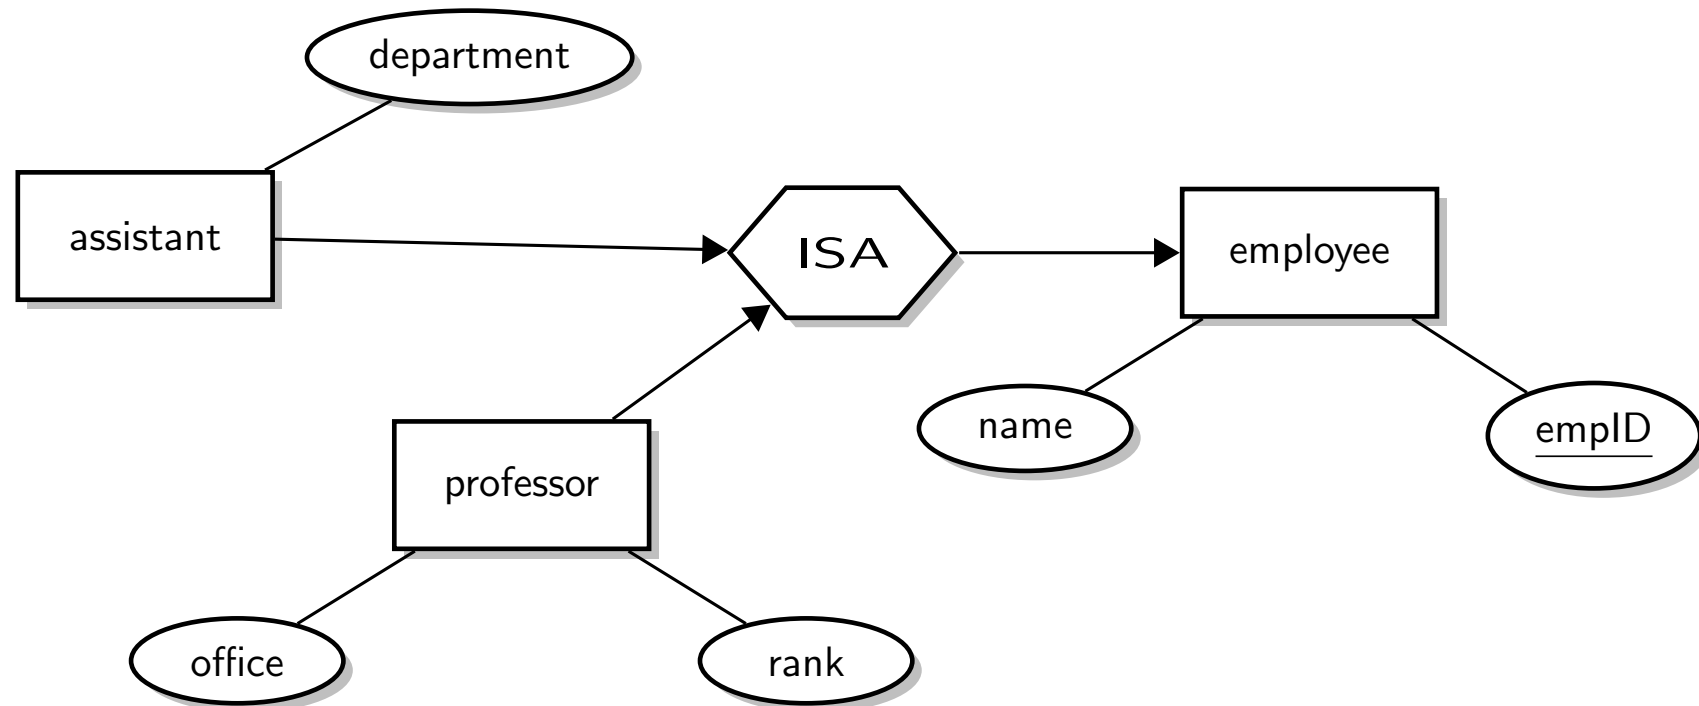 department
assistant
ISA
employee
name
empID
professor
office
rank